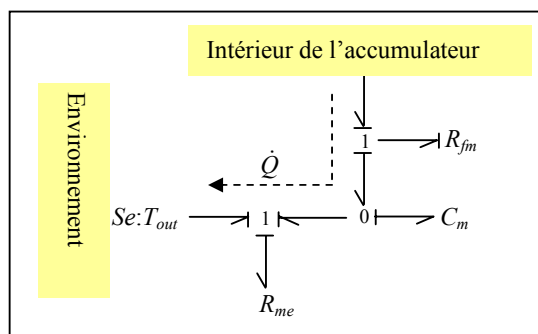 Intérieur de l’accumulateur
Environnement
1
R_fm
Q̇
Se:T_out
1
0
C_m
R_me